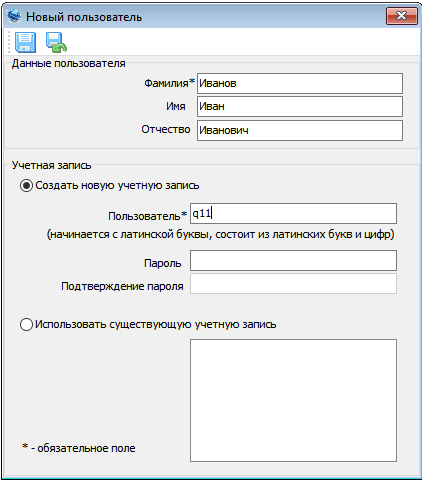 Новый пользователь
Данные пользователя
Фамилия* Иванов
Имя Иван
Отчество Иванович
Учетная запись
Создать новую учетную запись
Пользователь* q11
(начинается с латинской буквы, состоит из латинских букв и цифр)
Пароль
Подтверждение пароля
Использовать существующую учетную запись
* - обязательное поле